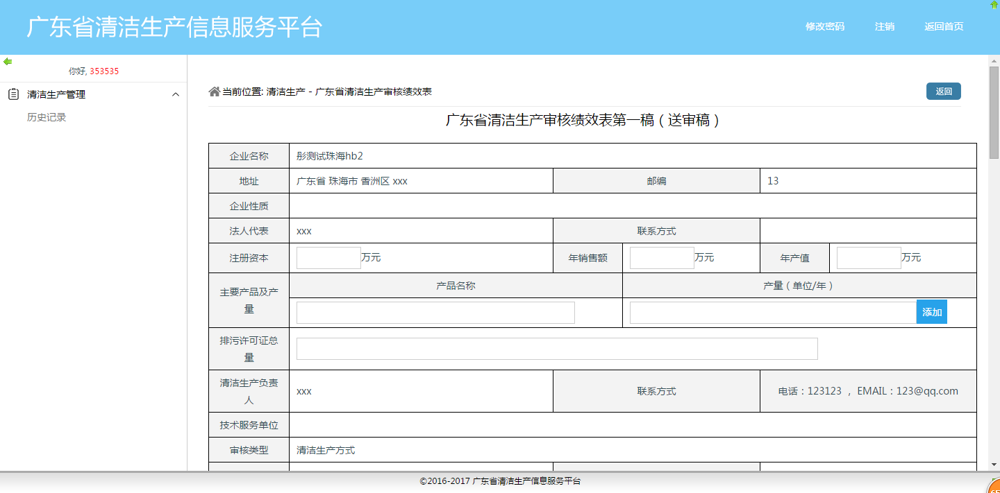 广东省清洁生产信息服务平台
修改密码 注销 返回首页
你好, 353535
清洁生产管理
历史记录
当前位置: 清洁生产 - 广东省清洁生产审核绩效表
返回
广东省清洁生产审核绩效表第一稿（送审稿）
企业名称 彤测试珠海hb2
地址 广东省 珠海市 香洲区 xxx 邮编 13
企业性质
法人代表 xxx 联系方式
注册资本 万元 年销售额 万元 年产值 万元
主要产品及产量 产品名称 产量（单位/年）
添加
排污许可证总量
清洁生产负责人 xxx 联系方式 电话：123123 ， EMAIL：123@qq.com
技术服务单位
审核类型 清洁生产方式
©2016-2017 广东省清洁生产信息服务平台